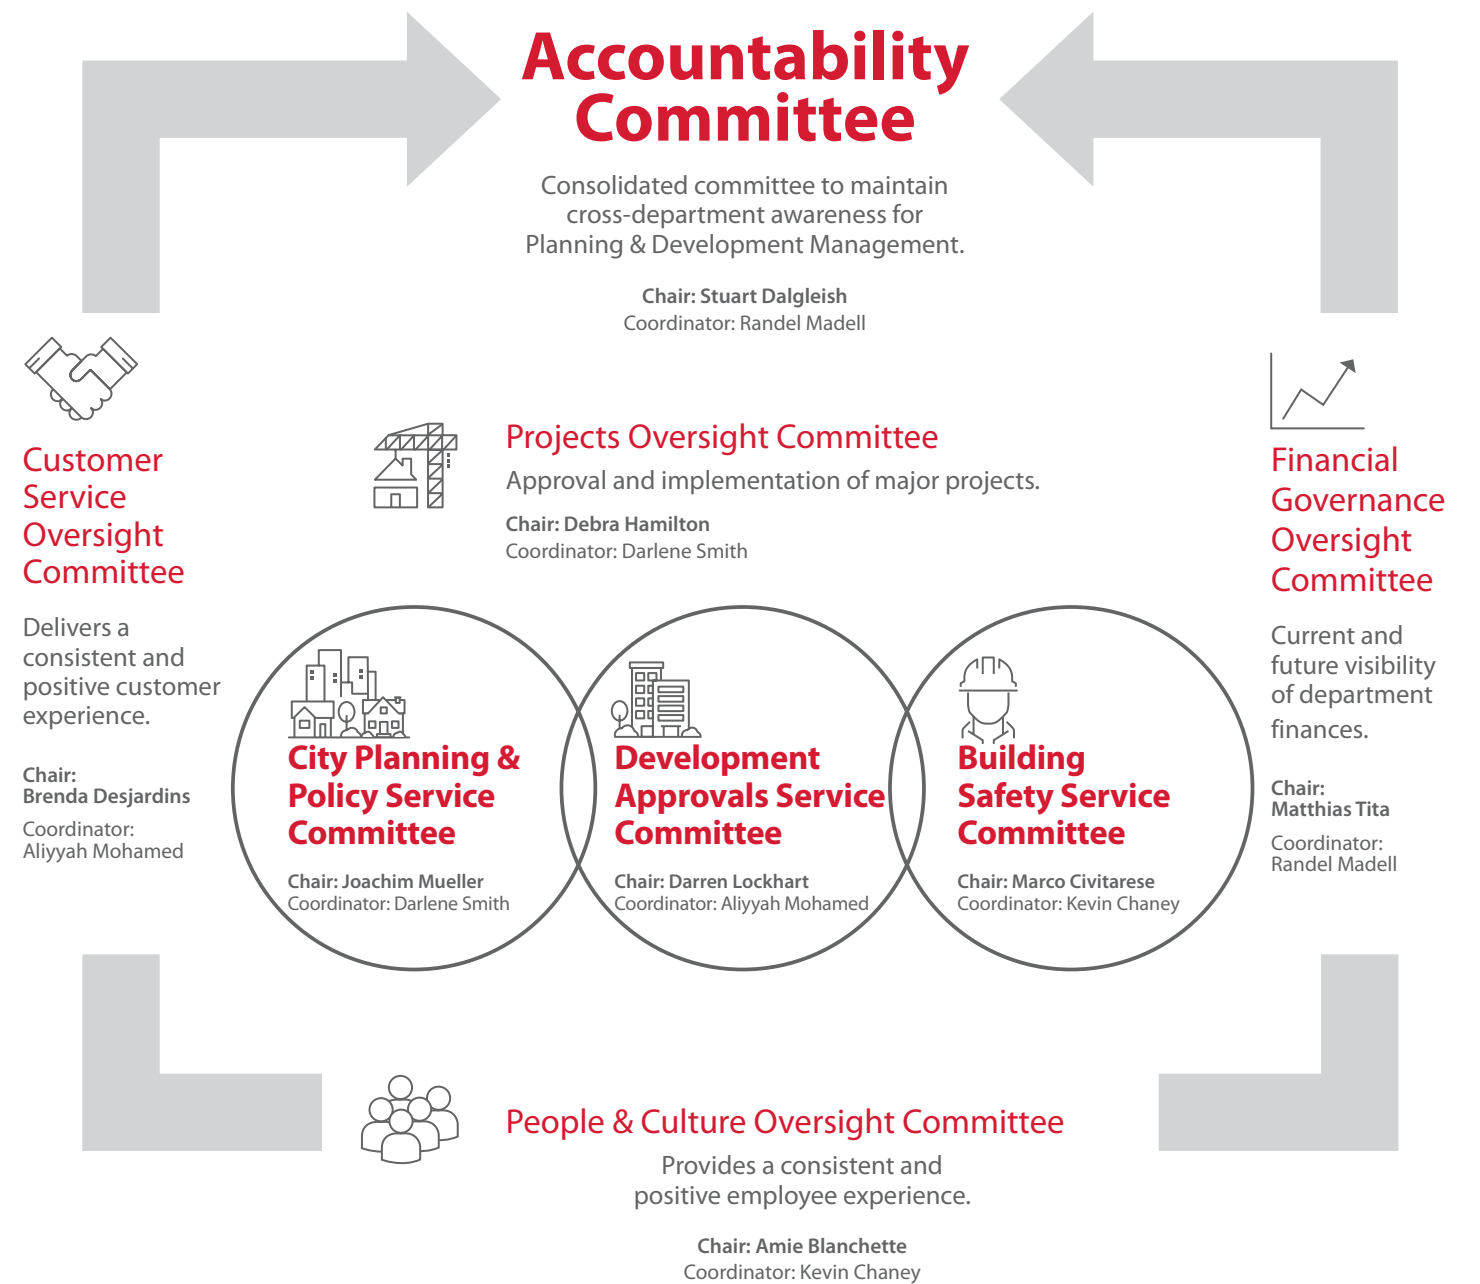 Accountability
Committee
Consolidated committee to maintain
cross-department awareness for
Planning & Development Management.
Chair: Stuart Dalgleish
Coordinator: Randel Madell
Projects Oversight Committee
Approval and implementation of major projects.
Chair: Debra Hamilton
Coordinator: Darlene Smith
Customer
Service
Oversight
Committee
Delivers a
consistent and
positive customer
experience.
Chair:
Brenda Desjardins
Coordinator:
Aliyyah Mohamed
City Planning &
Policy Service
Committee
Chair: Joachim Mueller
Coordinator: Darlene Smith
Development
Approvals Service
Committee
Chair: Darren Lockhart
Coordinator: Aliyyah Mohamed
Building
Safety Service
Committee
Chair: Marco Civitarese
Coordinator: Kevin Chaney
Financial
Governance
Oversight
Committee
Current and
future visibility
of department
finances.
Chair:
Matthias Tita
Coordinator:
Randel Madell
People & Culture Oversight Committee
Provides a consistent and
positive employee experience.
Chair: Amie Blanchette
Coordinator: Kevin Chaney